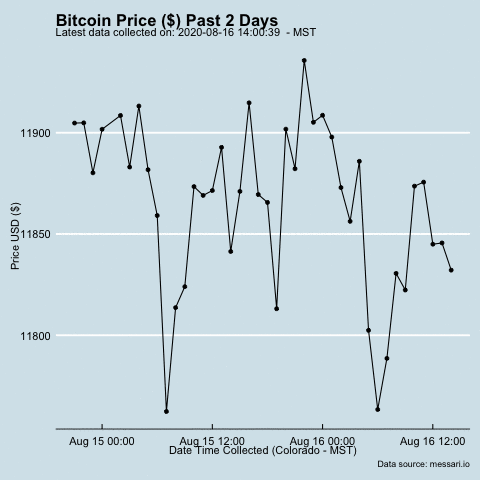 Bitcoin Price ($) Past 2 Days
Latest data collected on: 2020-08-16 14:00:39  - MST
11900
11850
11800
Price USD ($)
Aug 15 00:00
Aug 15 12:00
Aug 16 00:00
Aug 16 12:00
Date Time Collected (Colorado - MST)
Data source: messari.io